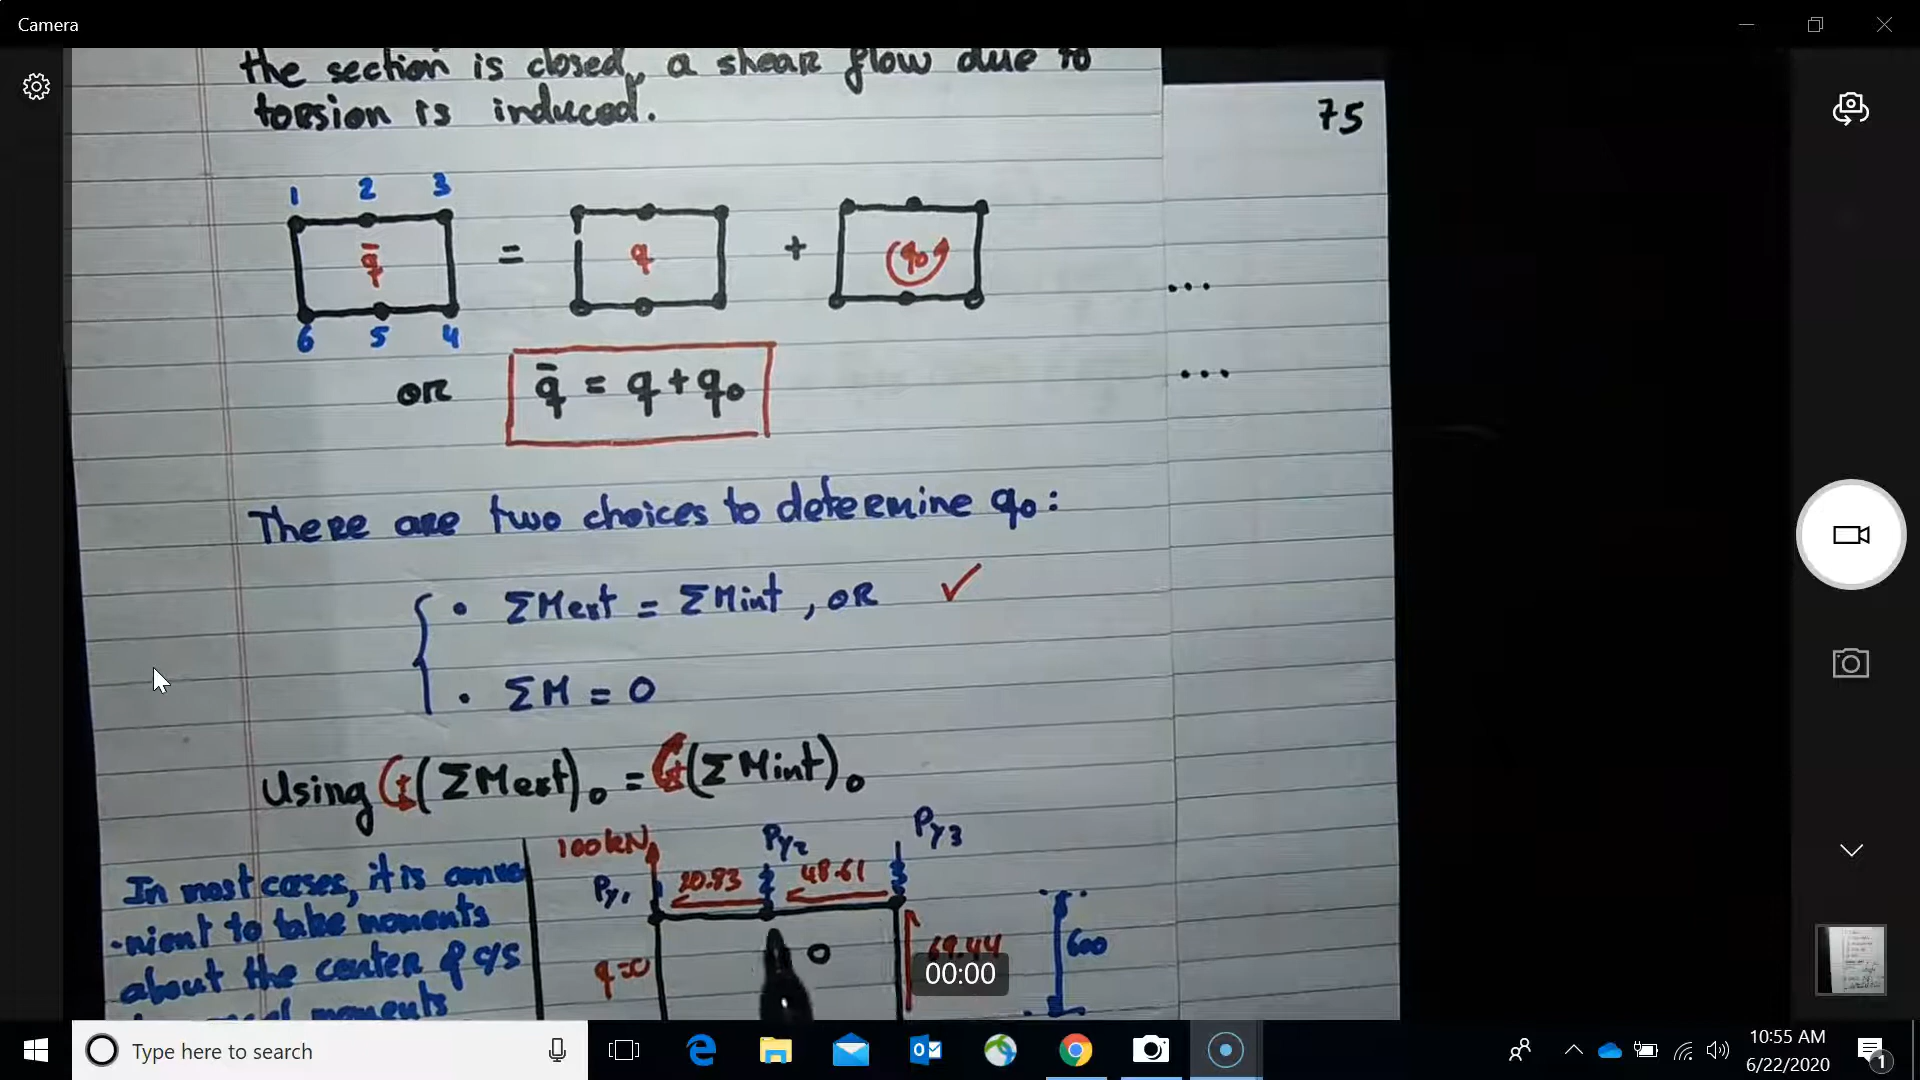 Camera
the section is closed, a shear flow due to
torsion is induced.
75
1 2 3
q̄ = q + q₀
6 5 4
OR q̄ = q + q₀
There are two choices to determine q₀:
• ΣMext = ΣMint, OR ✓
• ΣM = 0
Using (ΣMext)₀ = (ΣMint)₀
100kN Py₂ Py₃
Py₁ 20.83 48.61
In most cases, it is conve
-nient to take moments
about the center of c/s
moments
q=0 O 69.44 600
00:00
Type here to search
10:55 AM
6/22/2020
1